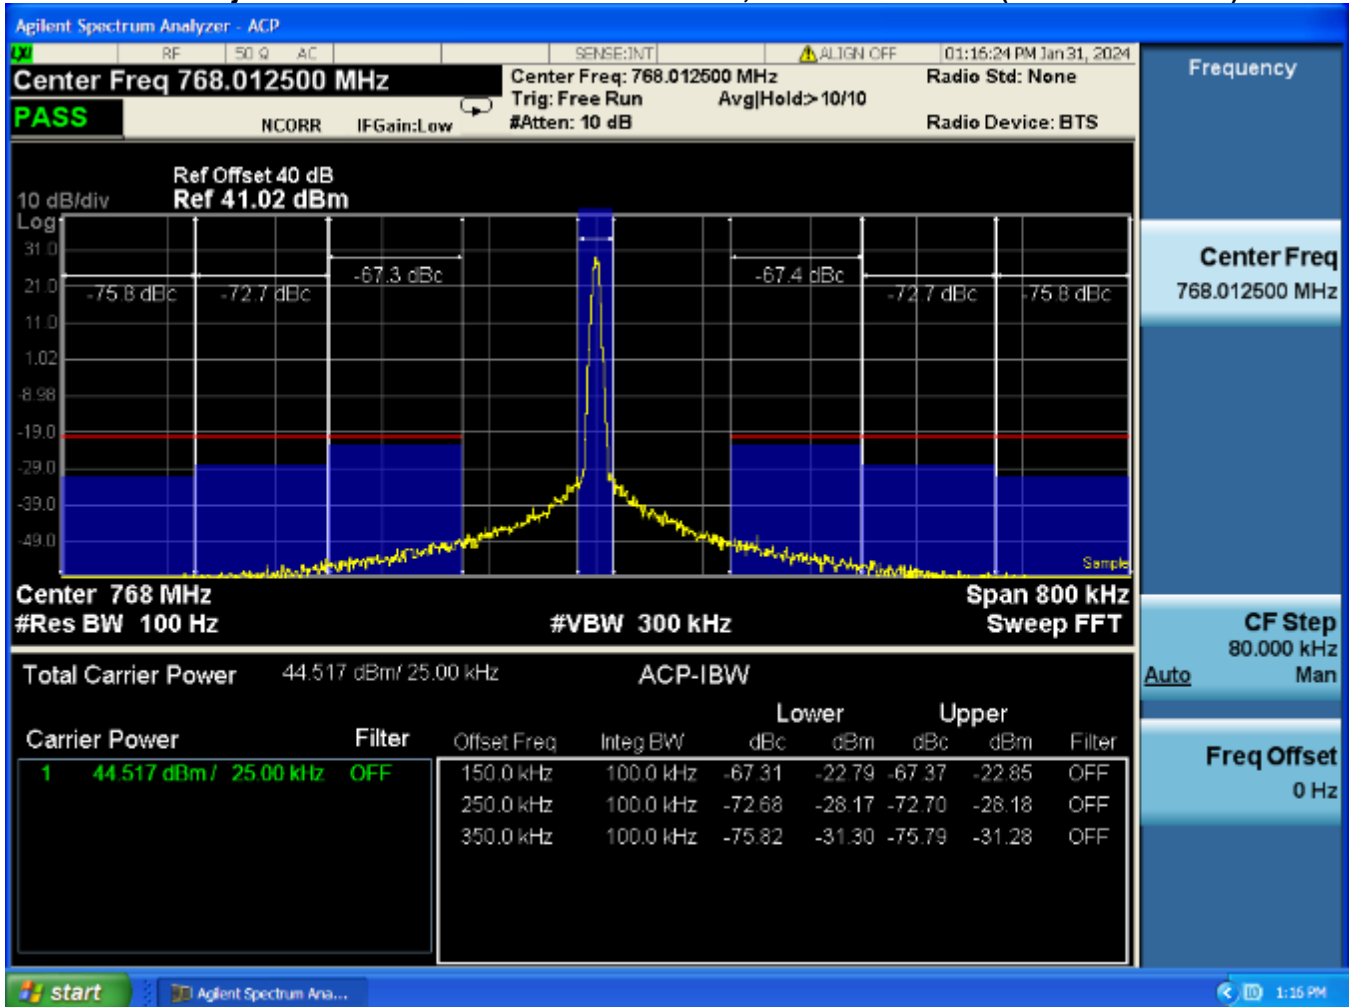 Agilent Spectrum Analyzer - ACP
LXI RF 50 Ω AC SENSE:INT ALIGN OFF 01:16:24 PM Jan 31, 2024
Center Freq 768.012500 MHz
Center Freq: 768.012500 MHz
Radio Std: None
Trig: Free Run Avg|Hold:>10/10
PASS NCORR IFGain:Low #Atten: 10 dB Radio Device: BTS
Ref Offset 40 dB
10 dB/div Ref 41.02 dBm
Log
31.0
-67.3 dBc -67.4 dBc
21.0 -75.8 dBc -72.7 dBc -72.7 dBc -75.8 dBc
11.0
1.02
-8.98
-19.0
-29.0
-39.0
-49.0
Sample
Center 768 MHz Span 800 kHz
#Res BW 100 Hz #VBW 300 kHz Sweep FFT
Total Carrier Power 44.517 dBm/ 25.00 kHz ACP-IBW
Lower Upper
Carrier Power Filter Offset Freq Integ BW dBc dBm dBc dBm Filter
1 44.517 dBm / 25.00 kHz OFF 150.0 kHz 100.0 kHz -67.31 -22.79 -67.37 -22.85 OFF
250.0 kHz 100.0 kHz -72.68 -28.17 -72.70 -28.18 OFF
350.0 kHz 100.0 kHz -75.82 -31.30 -75.79 -31.28 OFF
Frequency
Center Freq
768.012500 MHz
CF Step
80.000 kHz
Auto Man
Freq Offset
0 Hz
start Agilent Spectrum Ana... 1:16 PM